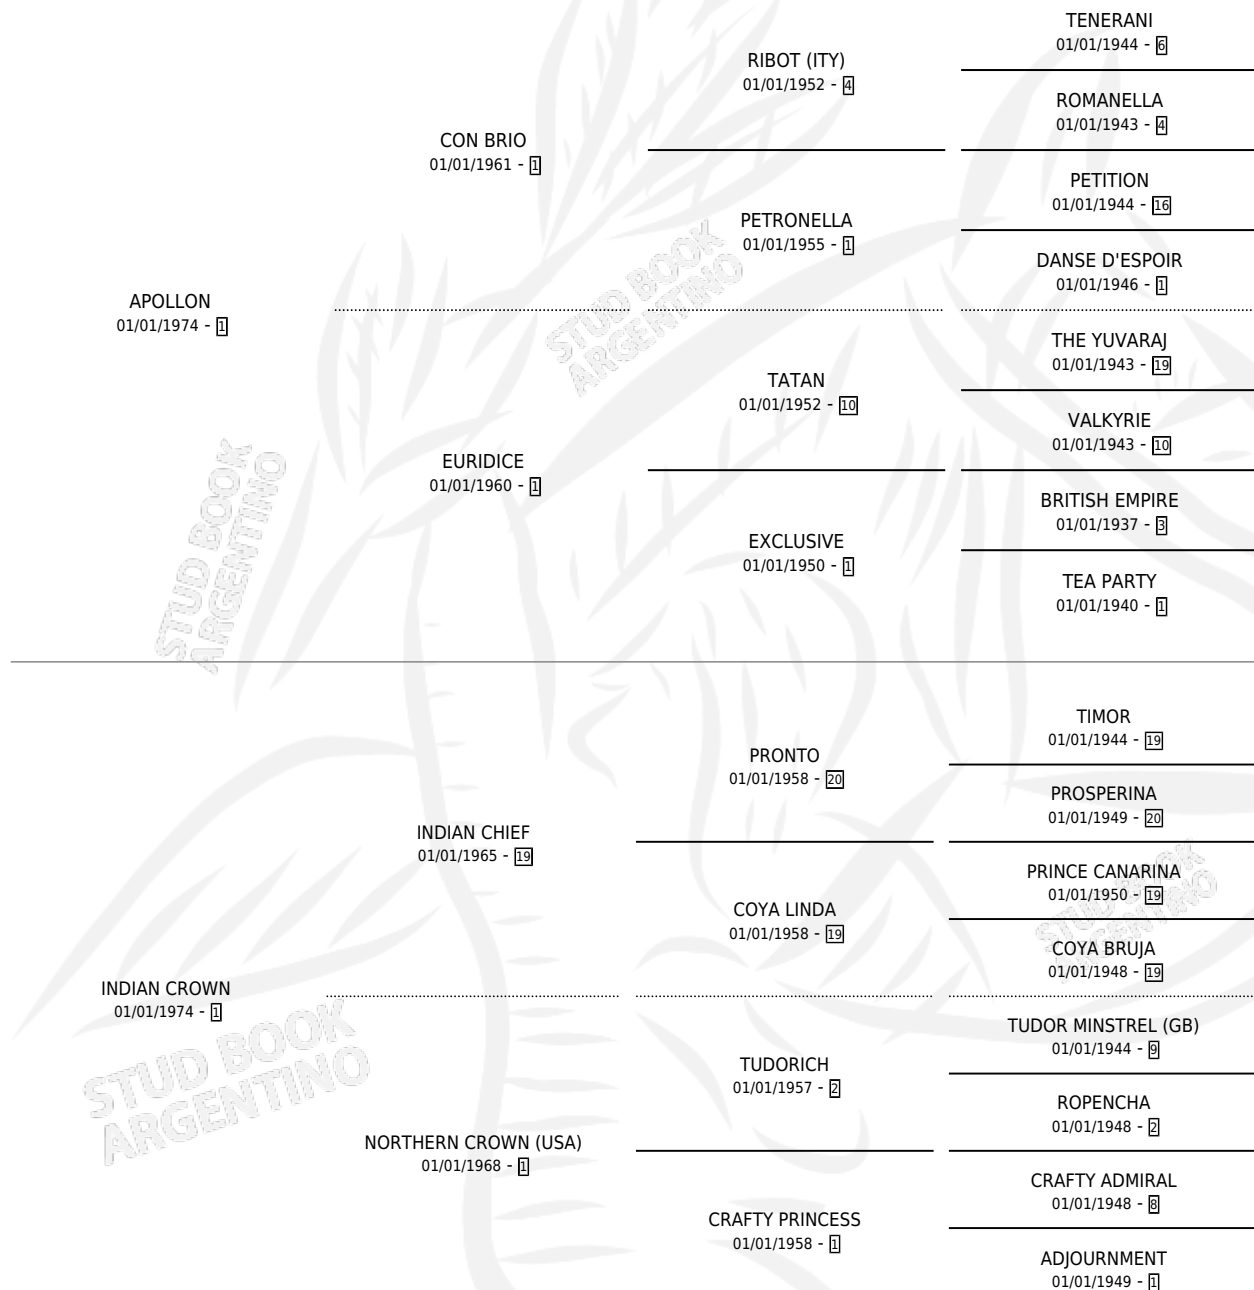 TENERANI
01/01/1944 - 6
RIBOT (ITY)
01/01/1952 - 4
ROMANELLA
01/01/1943 - 4
CON BRIO
01/01/1961 - 1
PETITION
01/01/1944 - 16
PETRONELLA
01/01/1955 - 1
DANSE D'ESPOIR
01/01/1946 - 1
APOLLON
01/01/1974 - 1
THE YUVARAJ
01/01/1943 - 19
TATAN
01/01/1952 - 10
VALKYRIE
01/01/1943 - 10
EURIDICE
01/01/1960 - 1
BRITISH EMPIRE
01/01/1937 - 3
EXCLUSIVE
01/01/1950 - 1
TEA PARTY
01/01/1940 - 1
STUD BOOK
ARGENTINO
STUD BOOK
ARGENTINO
TIMOR
01/01/1944 - 19
PRONTO
01/01/1958 - 20
PROSPERINA
01/01/1949 - 20
INDIAN CHIEF
01/01/1965 - 19
PRINCE CANARINA
01/01/1950 - 19
COYA LINDA
01/01/1958 - 19
COYA BRUJA
01/01/1948 - 19
STUD BOOK
ARGENTINO
INDIAN CROWN
01/01/1974 - 1
TUDOR MINSTREL (GB)
01/01/1944 - 9
TUDORICH
01/01/1957 - 2
ROPENCHA
01/01/1948 - 2
NORTHERN CROWN (USA)
01/01/1968 - 1
CRAFTY ADMIRAL
01/01/1948 - 8
CRAFTY PRINCESS
01/01/1958 - 1
ADJOURNMENT
01/01/1949 - 1
STUD BOOK
ARGENTINO